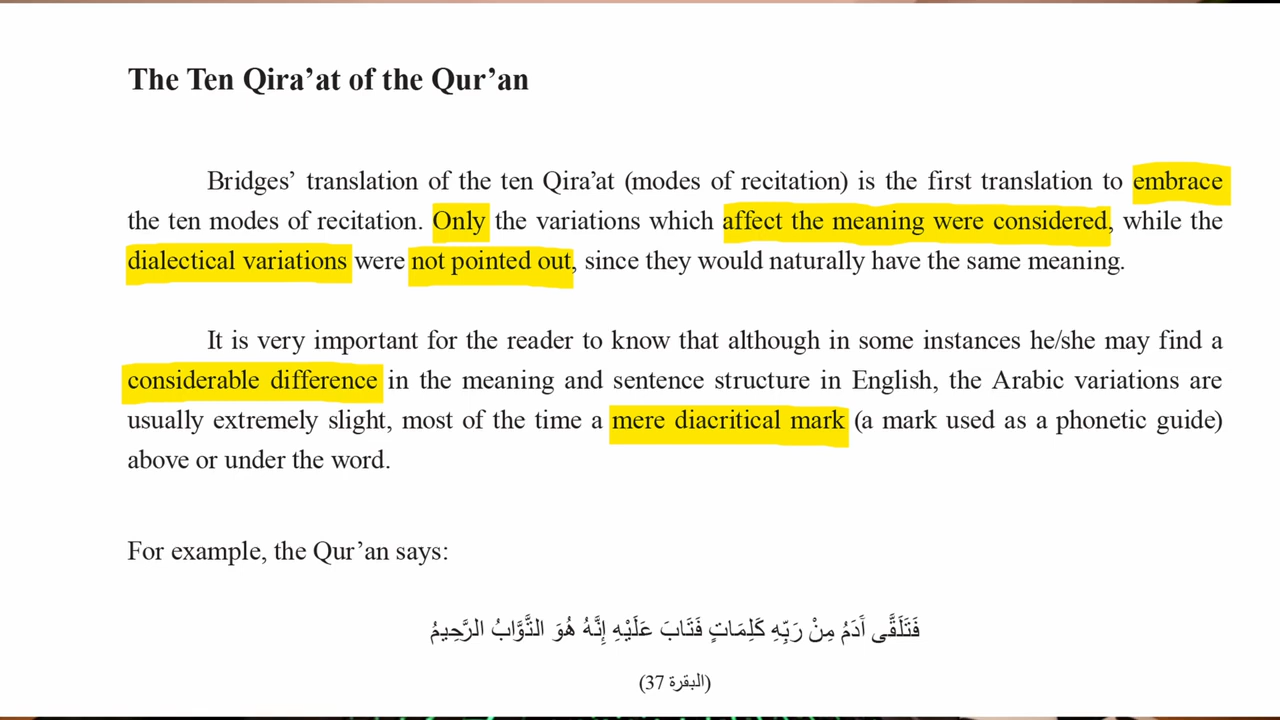 The Ten Qira’at of the Qur’an
Bridges’ translation of the ten Qira’at (modes of recitation) is the first translation to embrace
the ten modes of recitation. Only the variations which affect the meaning were considered, while the
dialectical variations were not pointed out, since they would naturally have the same meaning.
It is very important for the reader to know that although in some instances he/she may find a
considerable difference in the meaning and sentence structure in English, the Arabic variations are
usually extremely slight, most of the time a mere diacritical mark (a mark used as a phonetic guide)
above or under the word.
For example, the Qur’an says:
فَتَلَقَّى آَدَمُ مِنْ رَبِّهِ كَلِمَاتٍ فَتَابَ عَلَيْهِ إِنَّهُ هُوَ التَّوَّابُ الرَّحِيمُ
(البقرة 37)